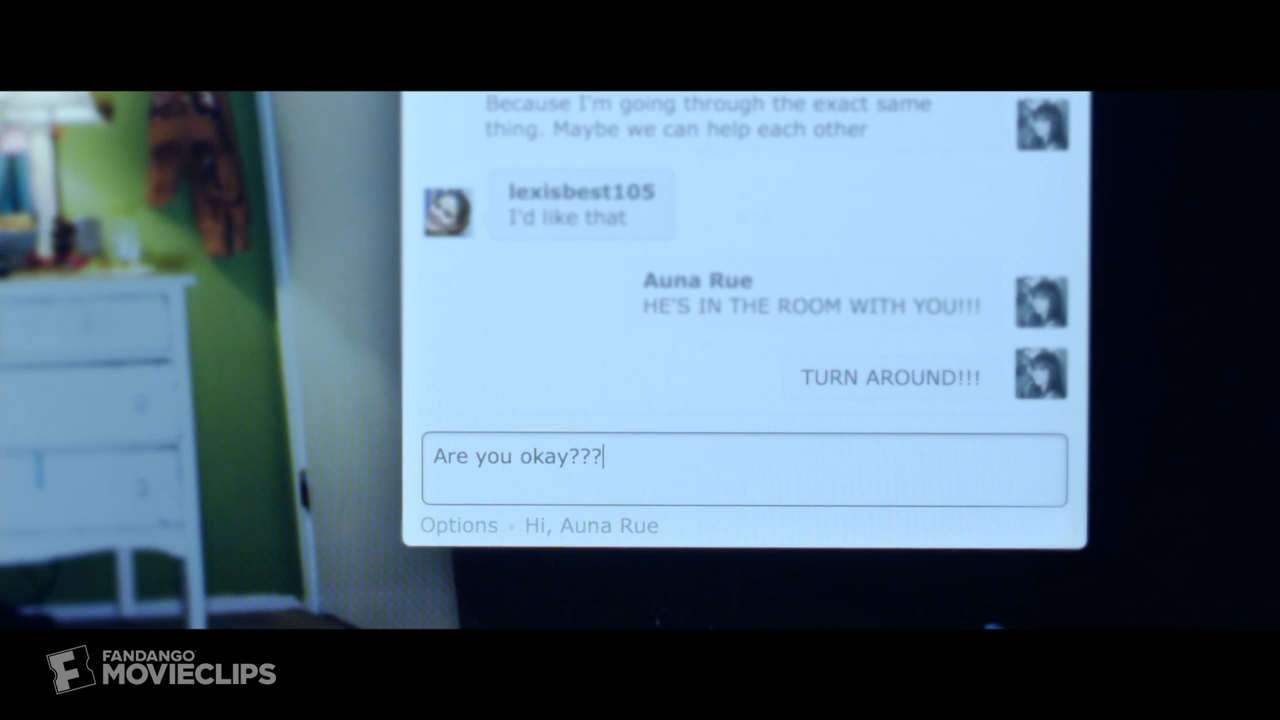 Because I'm going through the exact same
thing. Maybe we can help each other
lexisbest105
I'd like that
Auna Rue
HE'S IN THE ROOM WITH YOU!!!
TURN AROUND!!!
Are you okay???
Options • Hi, Auna Rue
FANDANGO
MOVIECLIPS